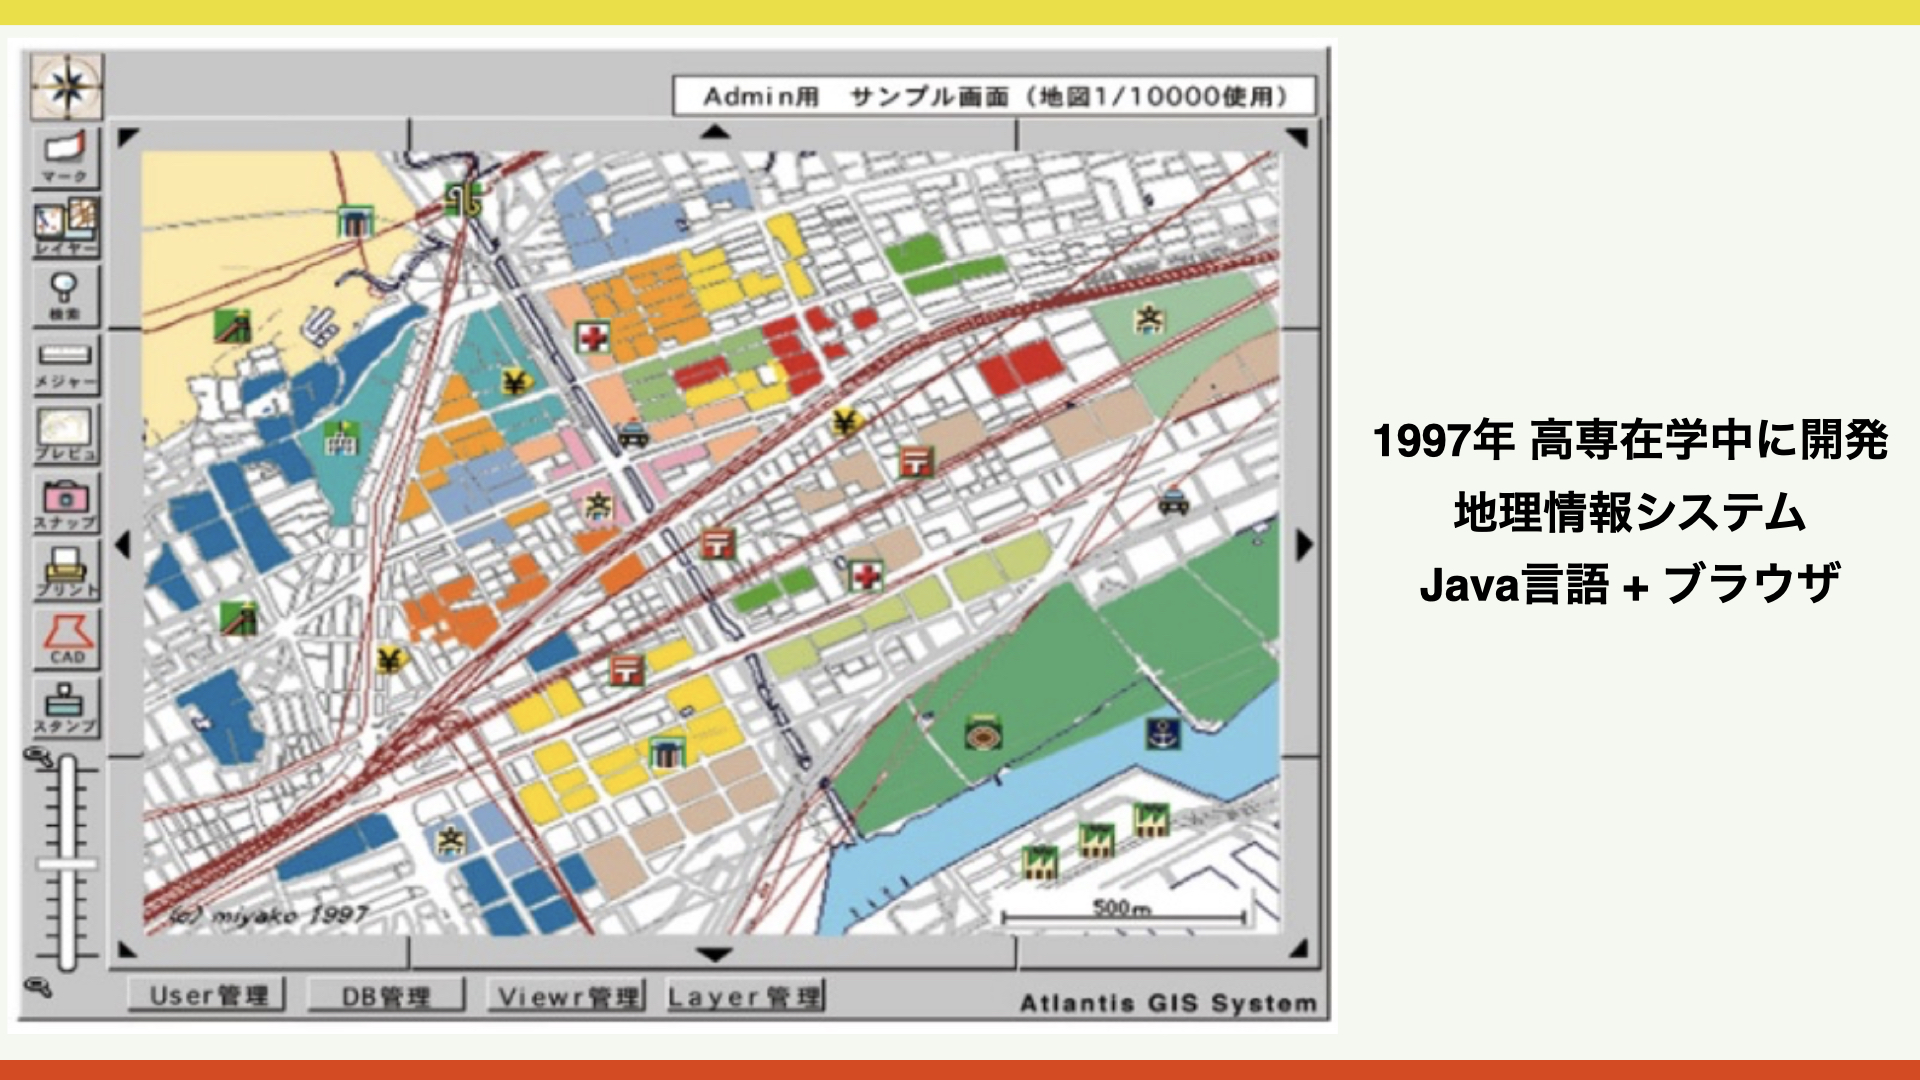 Admin用　サンプル画面（地図1/10000使用）
マーク
レイヤー
検索
メジャー
プレビュ
スナップ
プリント
CAD
スタンプ
(c) miyako 1997
500m
User管理
DB管理
Viewr管理
Layer管理
Atlantis GIS System
1997年 高専在学中に開発
地理情報システム
Java言語 + ブラウザ